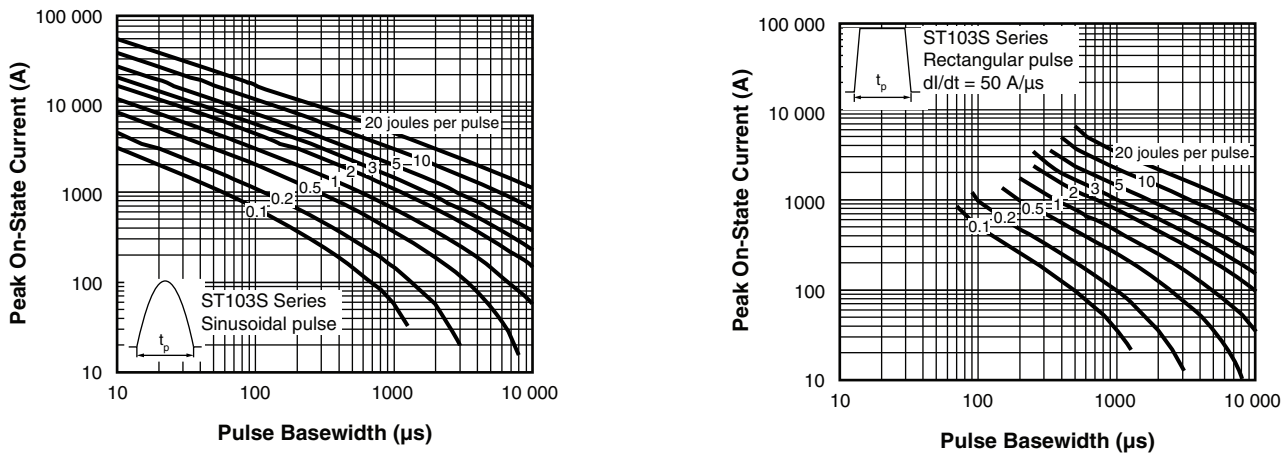 Peak On-State Current (A)
100 000
10 000
1000
100
10
20 joules per pulse
10
5
3
2
1
0.5
0.2
0.1
ST103S Series
Sinusoidal pulse
tp
10
100
1000
10 000
Pulse Basewidth (µs)
Peak On-State Current (A)
100 000
10 000
1000
100
10
tp
ST103S Series
Rectangular pulse
dI/dt = 50 A/µs
20 joules per pulse
10
5
3
2
1
0.5
0.2
0.1
10
100
1000
10 000
Pulse Basewidth (µs)